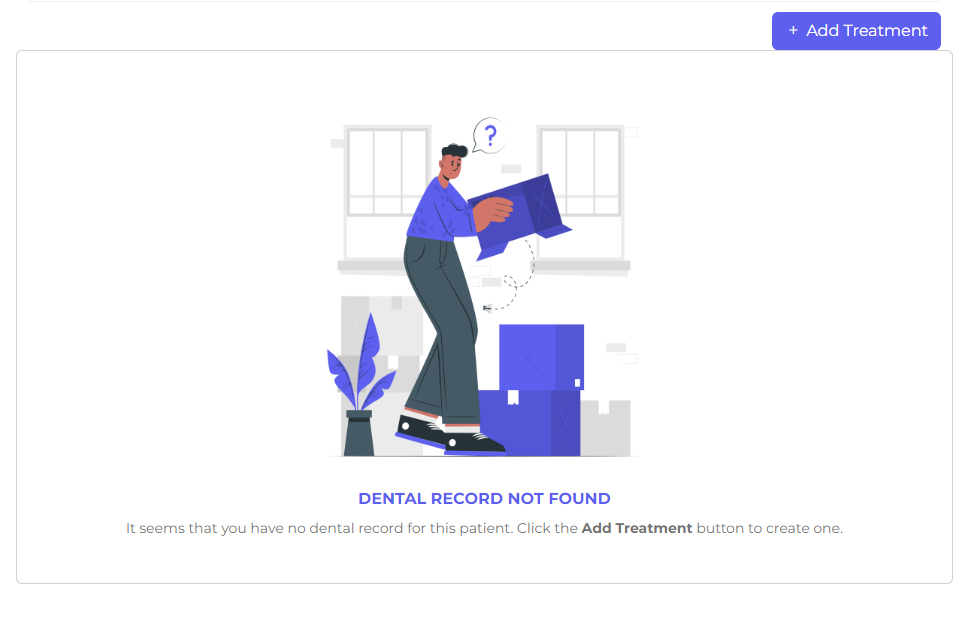 + Add Treatment
?
DENTAL RECORD NOT FOUND
It seems that you have no dental record for this patient. Click the Add Treatment button to create one.